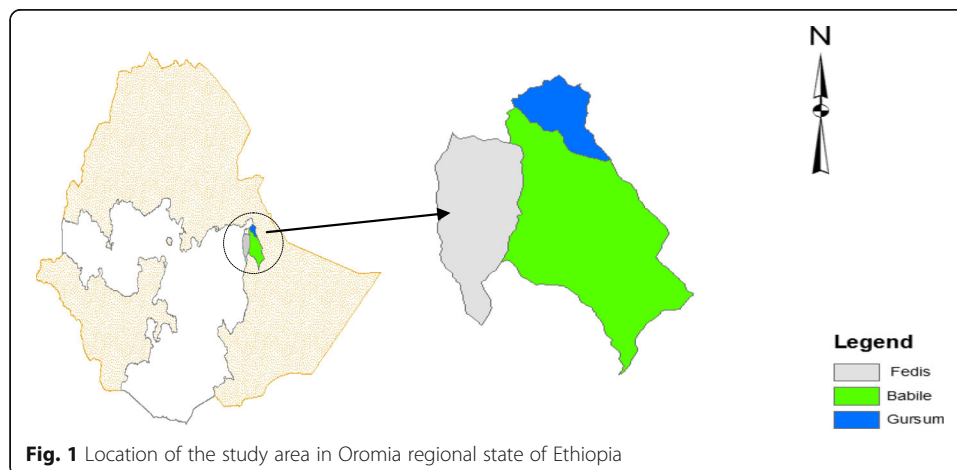 N
Legend
Fedis
Babile
Gursum
Fig. 1 Location of the study area in Oromia regional state of Ethiopia